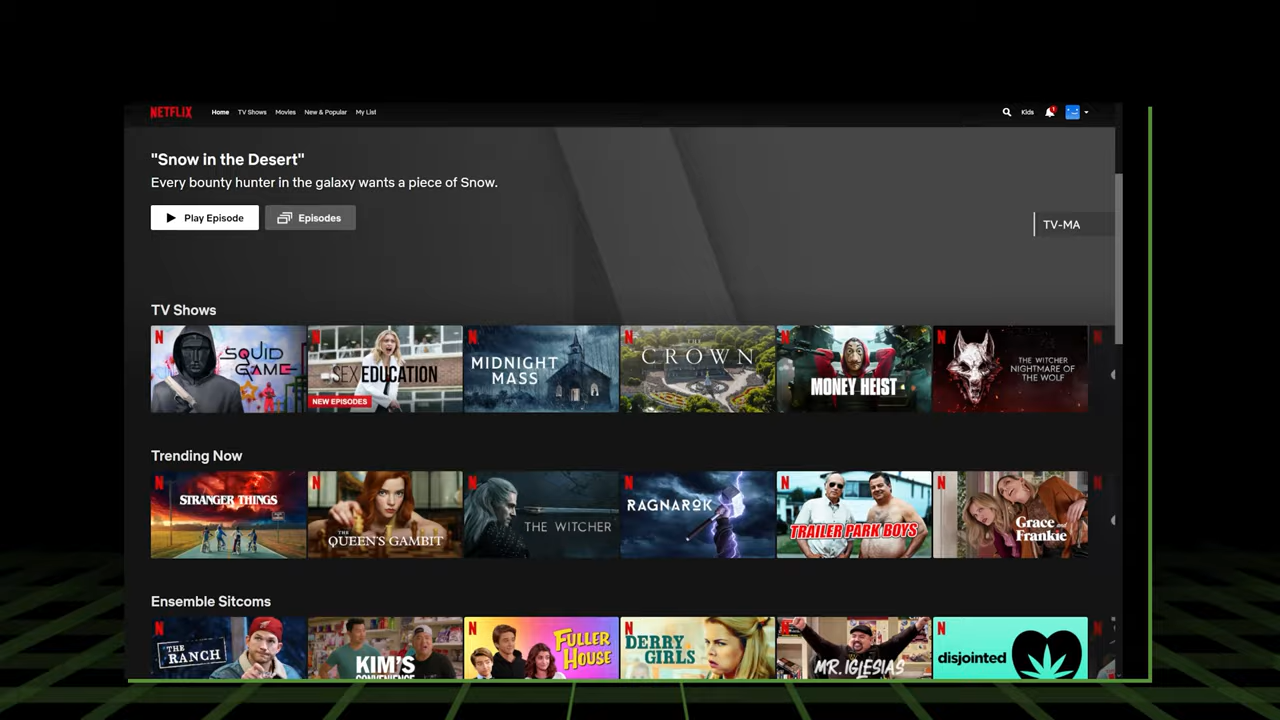 NETFLIX Home TV Shows Movies New & Popular My List Kids 1
"Snow in the Desert"
Every bounty hunter in the galaxy wants a piece of Snow.
Play Episode Episodes
TV-MA
TV Shows
N SQUID GAME
N SEX EDUCATION
NEW EPISODES
N MIDNIGHT MASS
N THE CROWN
N MONEY HEIST
N THE WITCHER
NIGHTMARE OF
THE WOLF
N
Trending Now
N STRANGER THINGS
N THE QUEEN'S GAMBIT
N THE WITCHER
N RAGNAROK
N TRAILER PARK BOYS
N Grace and
Frankie
N
Ensemble Sitcoms
N THE
RANCH
KIM'S
CONVENIENCE
N FULLER
HOUSE
N DERRY
GIRLS
N MR. IGLESIAS
N disjointed
N